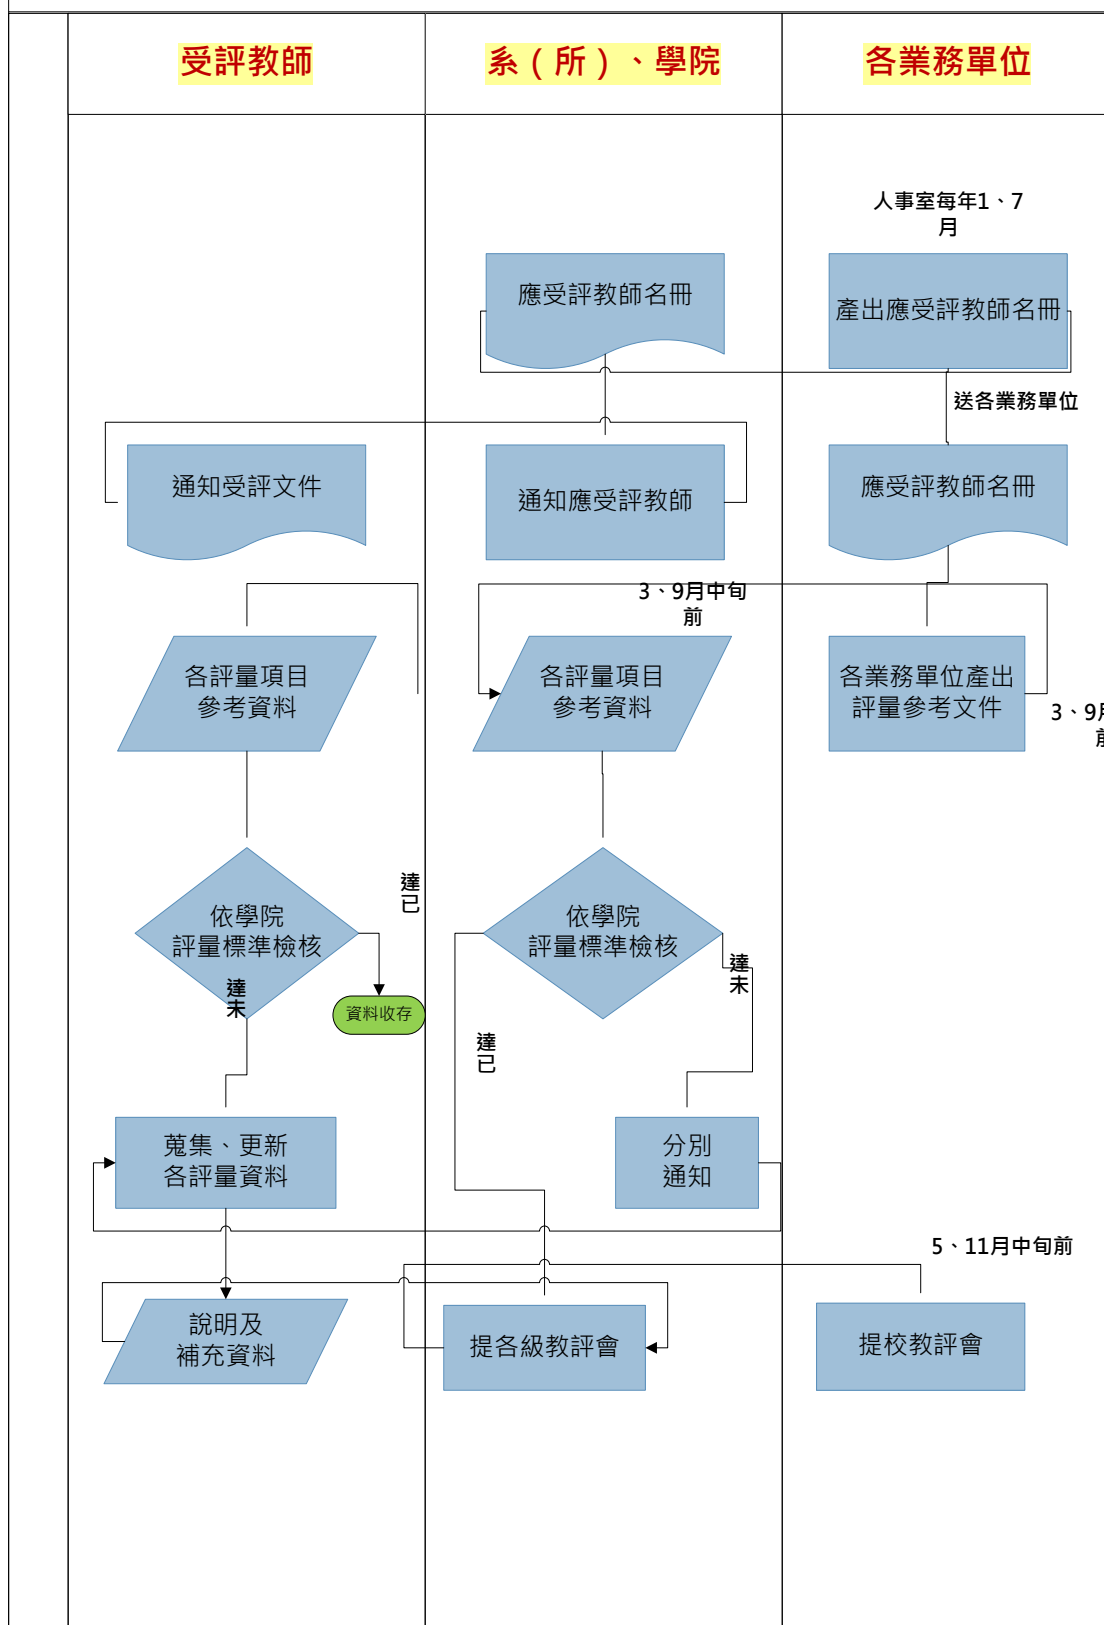 受評教師
系（所）、學院
各業務單位
人事室每年1、7
月
應受評教師名冊
產出應受評教師名冊
送各業務單位
通知受評文件
通知應受評教師
應受評教師名冊
3、9月中旬
前
各評量項目
參考資料
各評量項目
參考資料
各業務單位產出
評量參考文件
3、9月
前
達
已
依學院
評量標準檢核
依學院
評量標準檢核
達
未
達
未
資料收存
達
已
蒐集、更新
各評量資料
分別
通知
5、11月中旬前
說明及
補充資料
提各級教評會
提校教評會